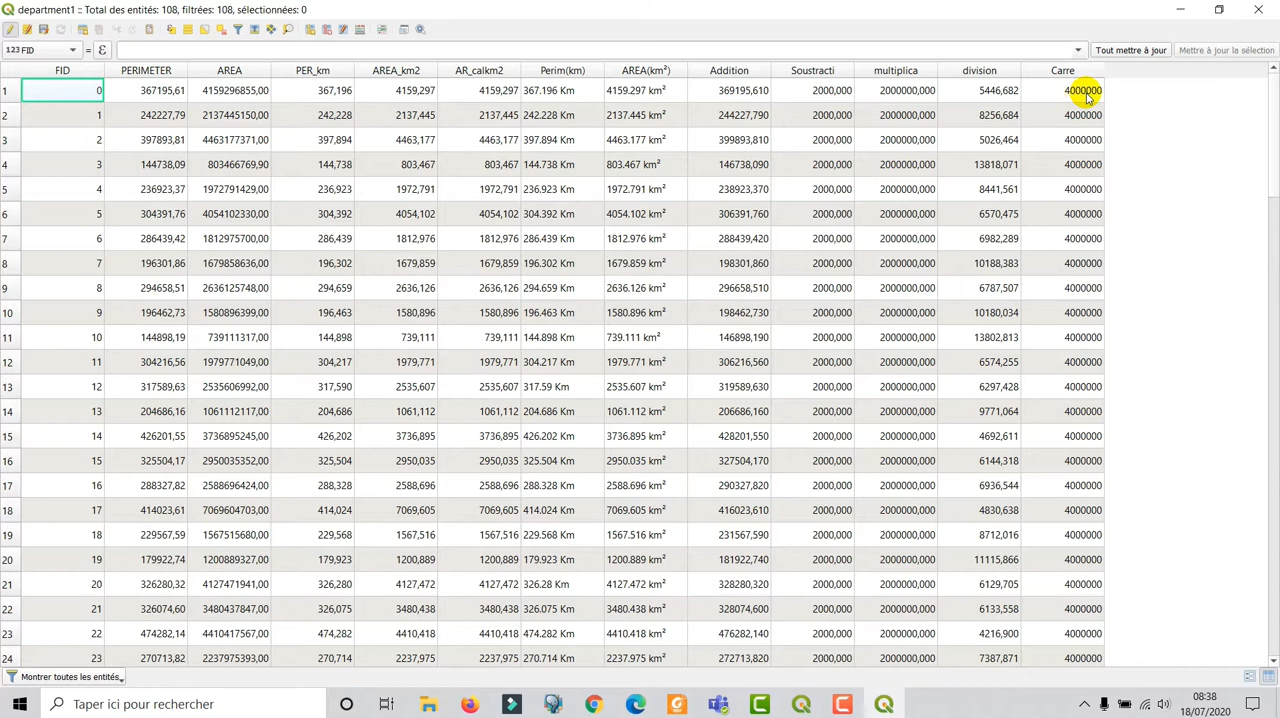 department1 :: Total des entités: 108, filtrées: 108, sélectionnées: 0
123 FID = ε Tout mettre à jour Mettre à jour la sélection
FID PERIMETER AREA PER_km AREA_km2 AR_calkm2 Perim(km) AREA(km²) Addition Soustracti multiplica division Carre
1 0 367195,61 4159296855,00 367,196 4159,297 4159,297 367.196 Km 4159.297 km² 369195,610 2000,000 2000000,000 5446,682 4000000
2 1 242227,79 2137445150,00 242,228 2137,445 2137,445 242.228 Km 2137.445 km² 244227,790 2000,000 2000000,000 8256,684 4000000
3 2 397893,81 4463177371,00 397,894 4463,177 4463,177 397.894 Km 4463.177 km² 399893,810 2000,000 2000000,000 5026,464 4000000
4 3 144738,09 803466769,90 144,738 803,467 803,467 144.738 Km 803.467 km² 146738,090 2000,000 2000000,000 13818,071 4000000
5 4 236923,37 1972791429,00 236,923 1972,791 1972,791 236.923 Km 1972.791 km² 238923,370 2000,000 2000000,000 8441,561 4000000
6 5 304391,76 4054102330,00 304,392 4054,102 4054,102 304.392 Km 4054.102 km² 306391,760 2000,000 2000000,000 6570,475 4000000
7 6 286439,42 1812975700,00 286,439 1812,976 1812,976 286.439 Km 1812.976 km² 288439,420 2000,000 2000000,000 6982,289 4000000
8 7 196301,86 1679858636,00 196,302 1679,859 1679,859 196.302 Km 1679.859 km² 198301,860 2000,000 2000000,000 10188,383 4000000
9 8 294658,51 2636125748,00 294,659 2636,126 2636,126 294.659 Km 2636.126 km² 296658,510 2000,000 2000000,000 6787,507 4000000
10 9 196462,73 1580896399,00 196,463 1580,896 1580,896 196.463 Km 1580.896 km² 198462,730 2000,000 2000000,000 10180,034 4000000
11 10 144898,19 739111317,00 144,898 739,111 739,111 144.898 Km 739.111 km² 146898,190 2000,000 2000000,000 13802,813 4000000
12 11 304216,56 1979771049,00 304,217 1979,771 1979,771 304.217 Km 1979.771 km² 306216,560 2000,000 2000000,000 6574,255 4000000
13 12 317589,63 2535606992,00 317,590 2535,607 2535,607 317.59 Km 2535.607 km² 319589,630 2000,000 2000000,000 6297,428 4000000
14 13 204686,16 1061112117,00 204,686 1061,112 1061,112 204.686 Km 1061.112 km² 206686,160 2000,000 2000000,000 9771,064 4000000
15 14 426201,55 3736895245,00 426,202 3736,895 3736,895 426.202 Km 3736.895 km² 428201,550 2000,000 2000000,000 4692,611 4000000
16 15 325504,17 2950035352,00 325,504 2950,035 2950,035 325.504 Km 2950.035 km² 327504,170 2000,000 2000000,000 6144,318 4000000
17 16 288327,82 2588696424,00 288,328 2588,696 2588,696 288.328 Km 2588.696 km² 290327,820 2000,000 2000000,000 6936,544 4000000
18 17 414023,61 7069604703,00 414,024 7069,605 7069,605 414.024 Km 7069.605 km² 416023,610 2000,000 2000000,000 4830,638 4000000
19 18 229567,59 1567515680,00 229,568 1567,516 1567,516 229.568 Km 1567.516 km² 231567,590 2000,000 2000000,000 8712,016 4000000
20 19 179922,74 1200889327,00 179,923 1200,889 1200,889 179.923 Km 1200.889 km² 181922,740 2000,000 2000000,000 11115,866 4000000
21 20 326280,32 4127471941,00 326,280 4127,472 4127,472 326.28 Km 4127.472 km² 328280,320 2000,000 2000000,000 6129,705 4000000
22 21 326074,60 3480437847,00 326,075 3480,438 3480,438 326.075 Km 3480.438 km² 328074,600 2000,000 2000000,000 6133,558 4000000
23 22 474282,14 4410417567,00 474,282 4410,418 4410,418 474.282 Km 4410.418 km² 476282,140 2000,000 2000000,000 4216,900 4000000
24 23 270713,82 2237975393,00 270,714 2237,975 2237,975 270.714 Km 2237.975 km² 272713,820 2000,000 2000000,000 7387,871 4000000
Montrer toutes les entités
Taper ici pour rechercher
08:38
18/07/2020